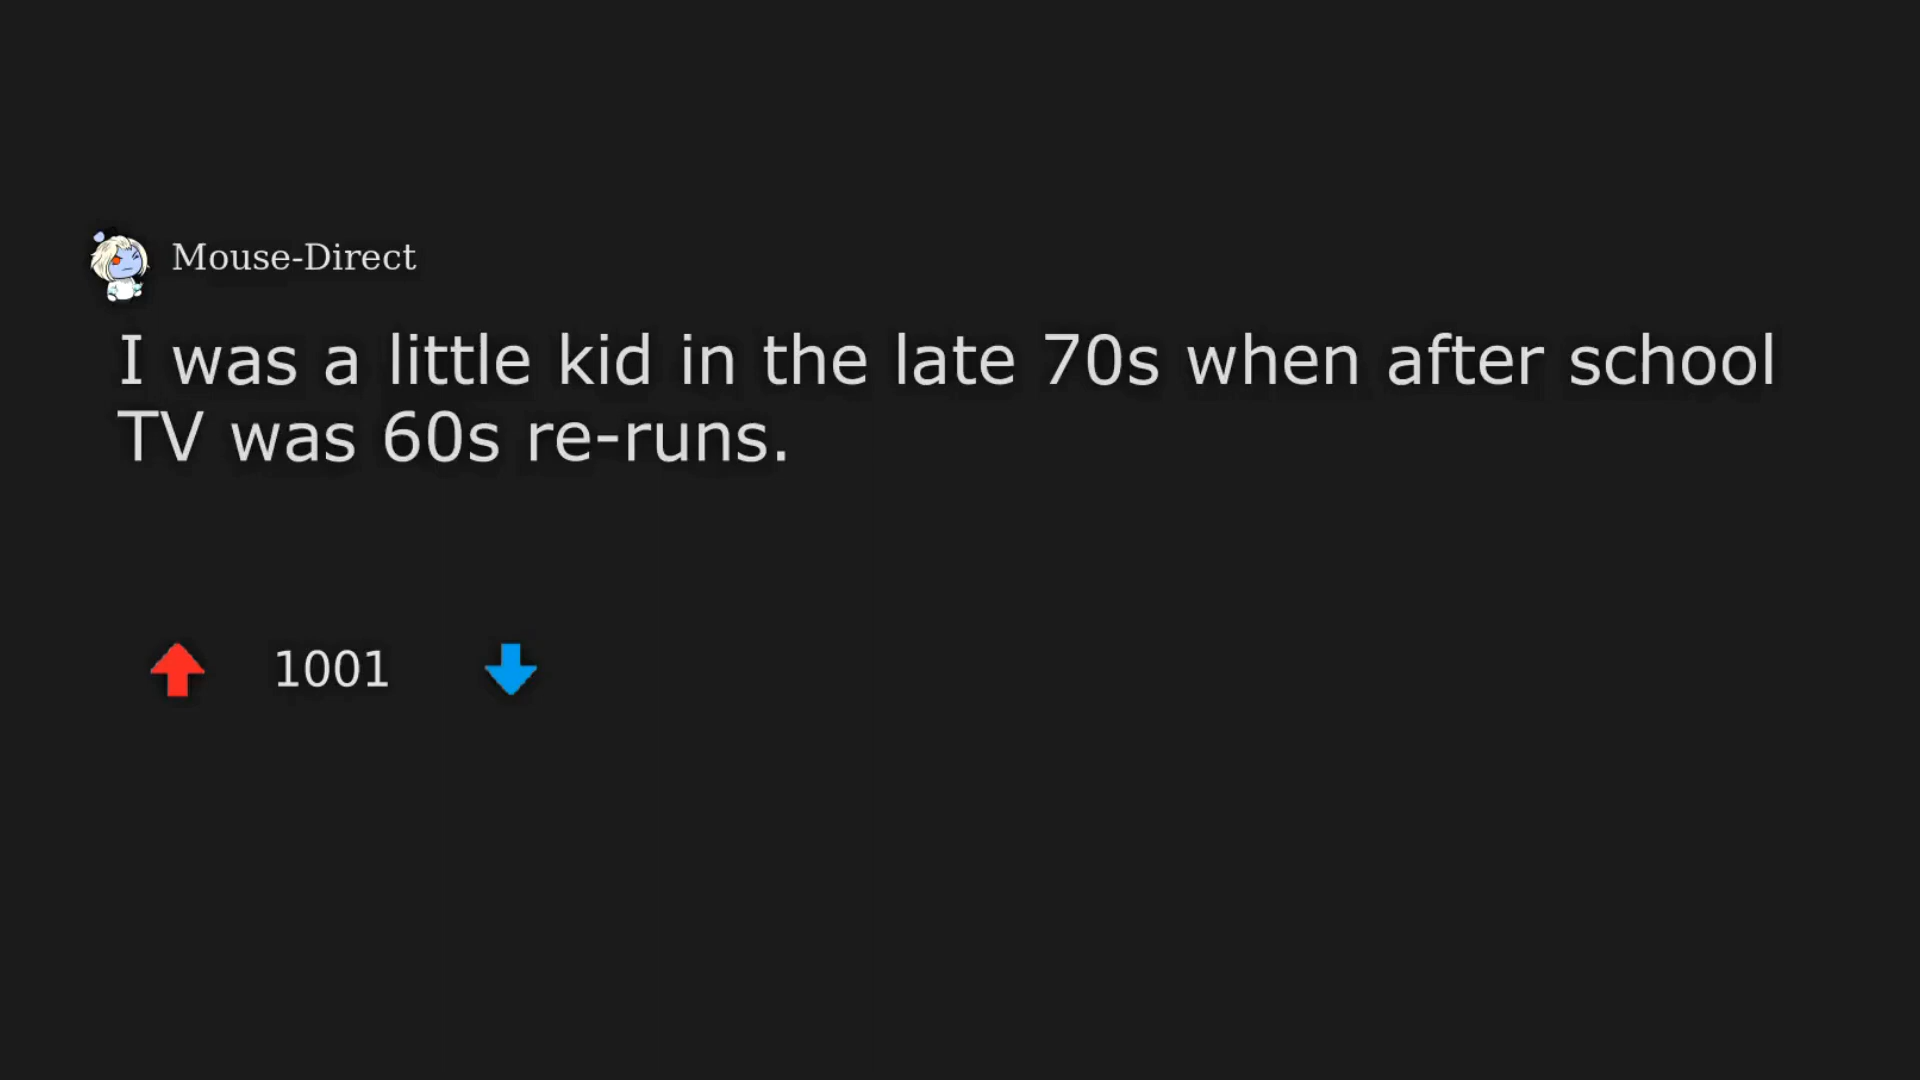 Mouse-Direct
I was a little kid in the late 70s when after school
TV was 60s re-runs.
1001